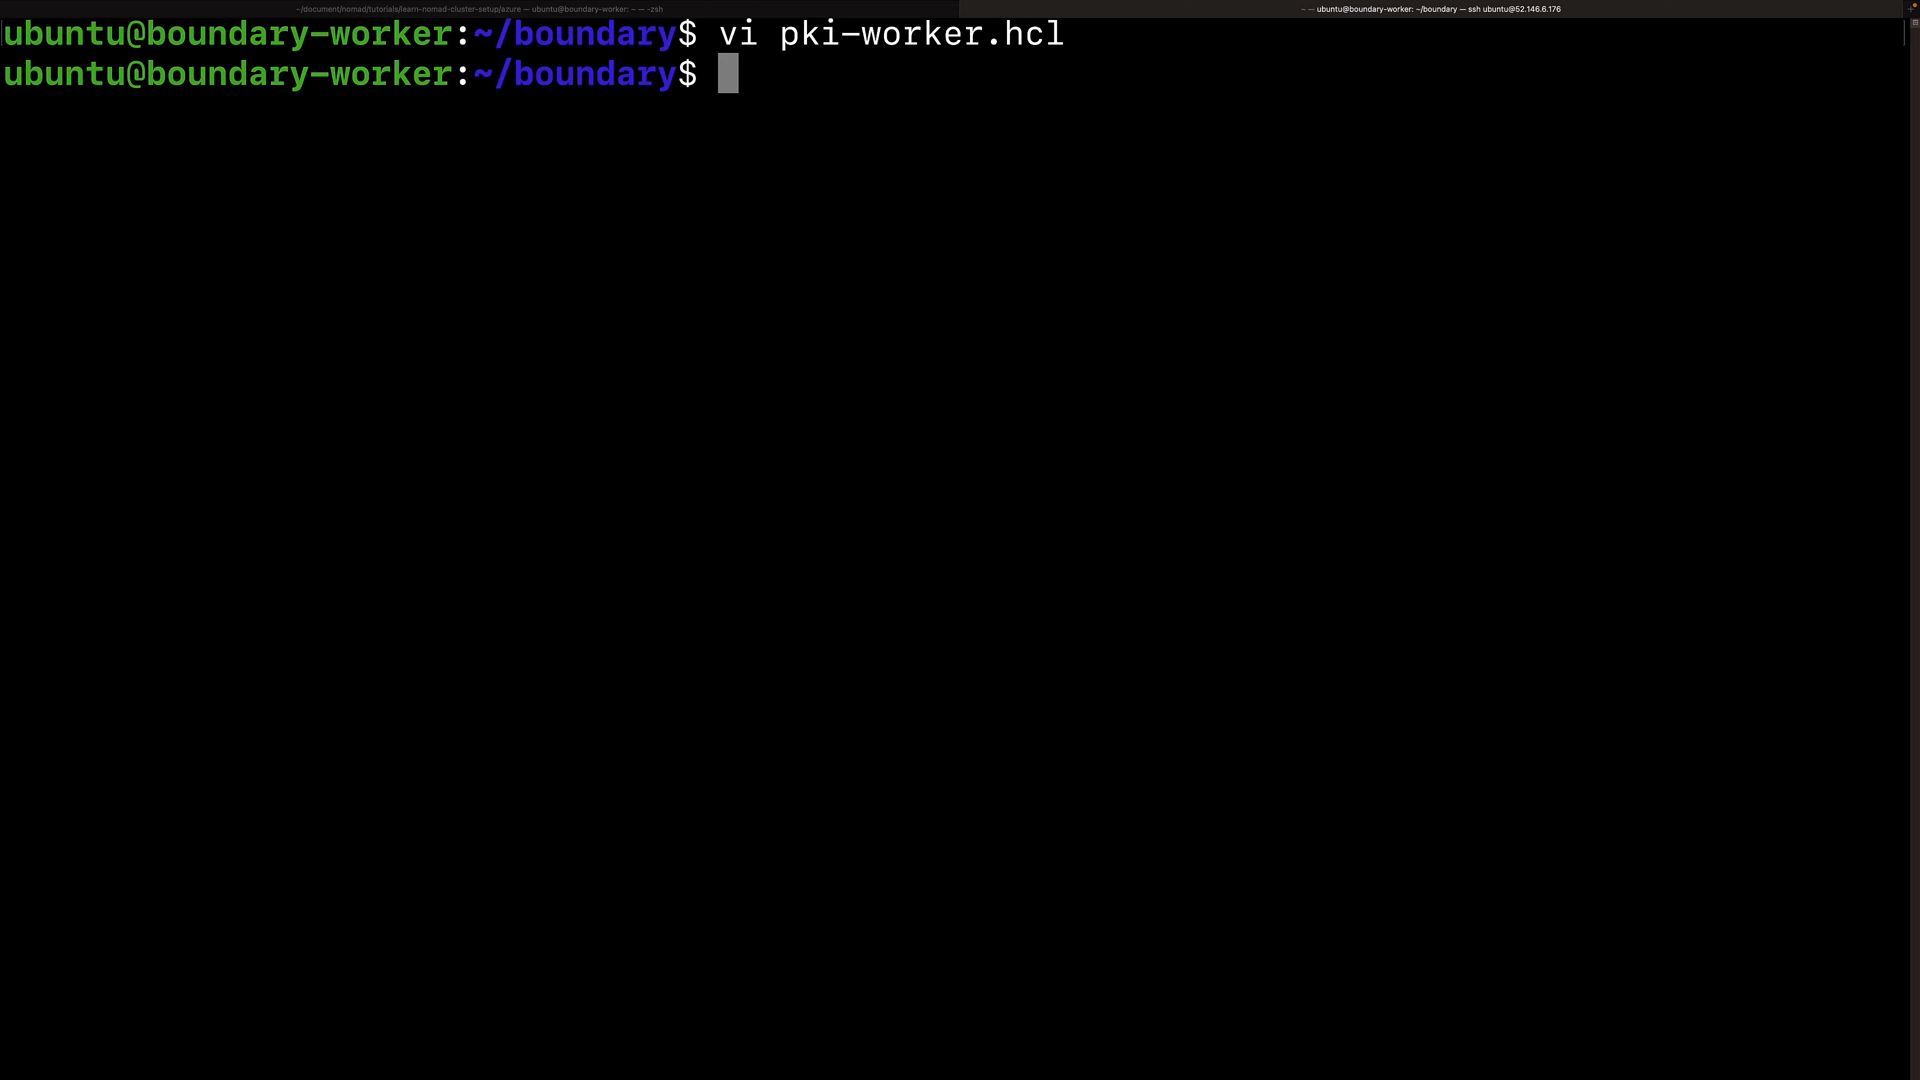 ~/document/nomad/tutorials/learn-nomad-cluster-setup/azure — ubuntu@boundary-worker: ~ — -zsh
~ — ubuntu@boundary-worker: ~/boundary — ssh ubuntu@52.146.6.176
ubuntu@boundary-worker:~/boundary$ vi pki-worker.hcl
ubuntu@boundary-worker:~/boundary$